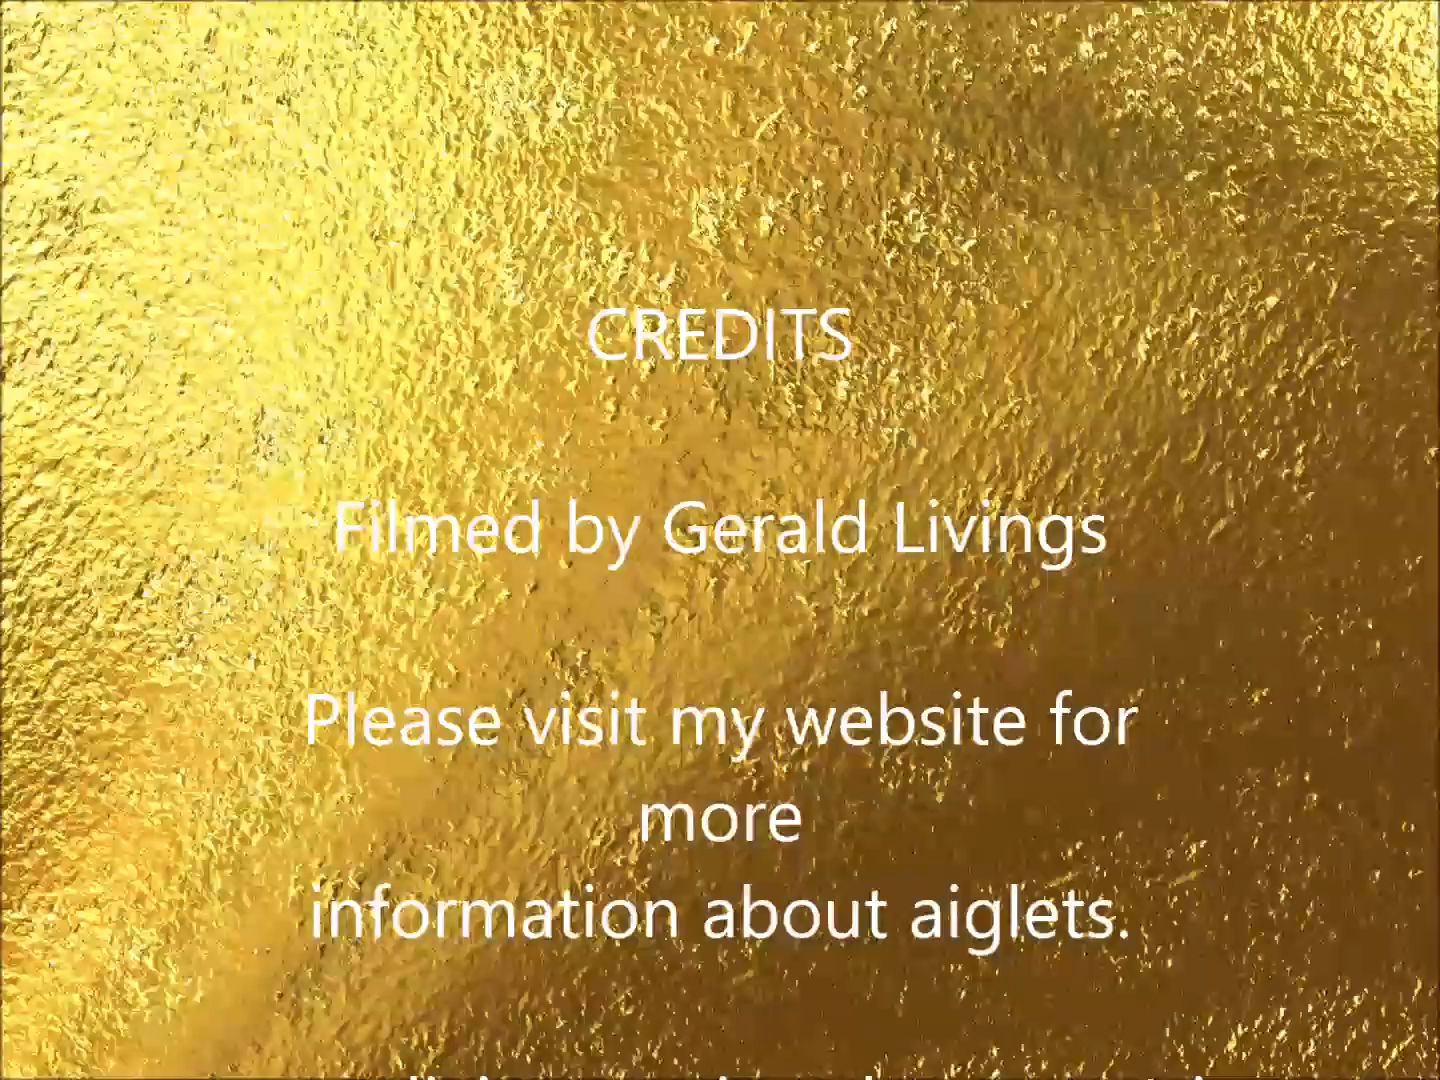 CREDITS
Filmed by Gerald Livings
Please visit my website for
more
information about aiglets.